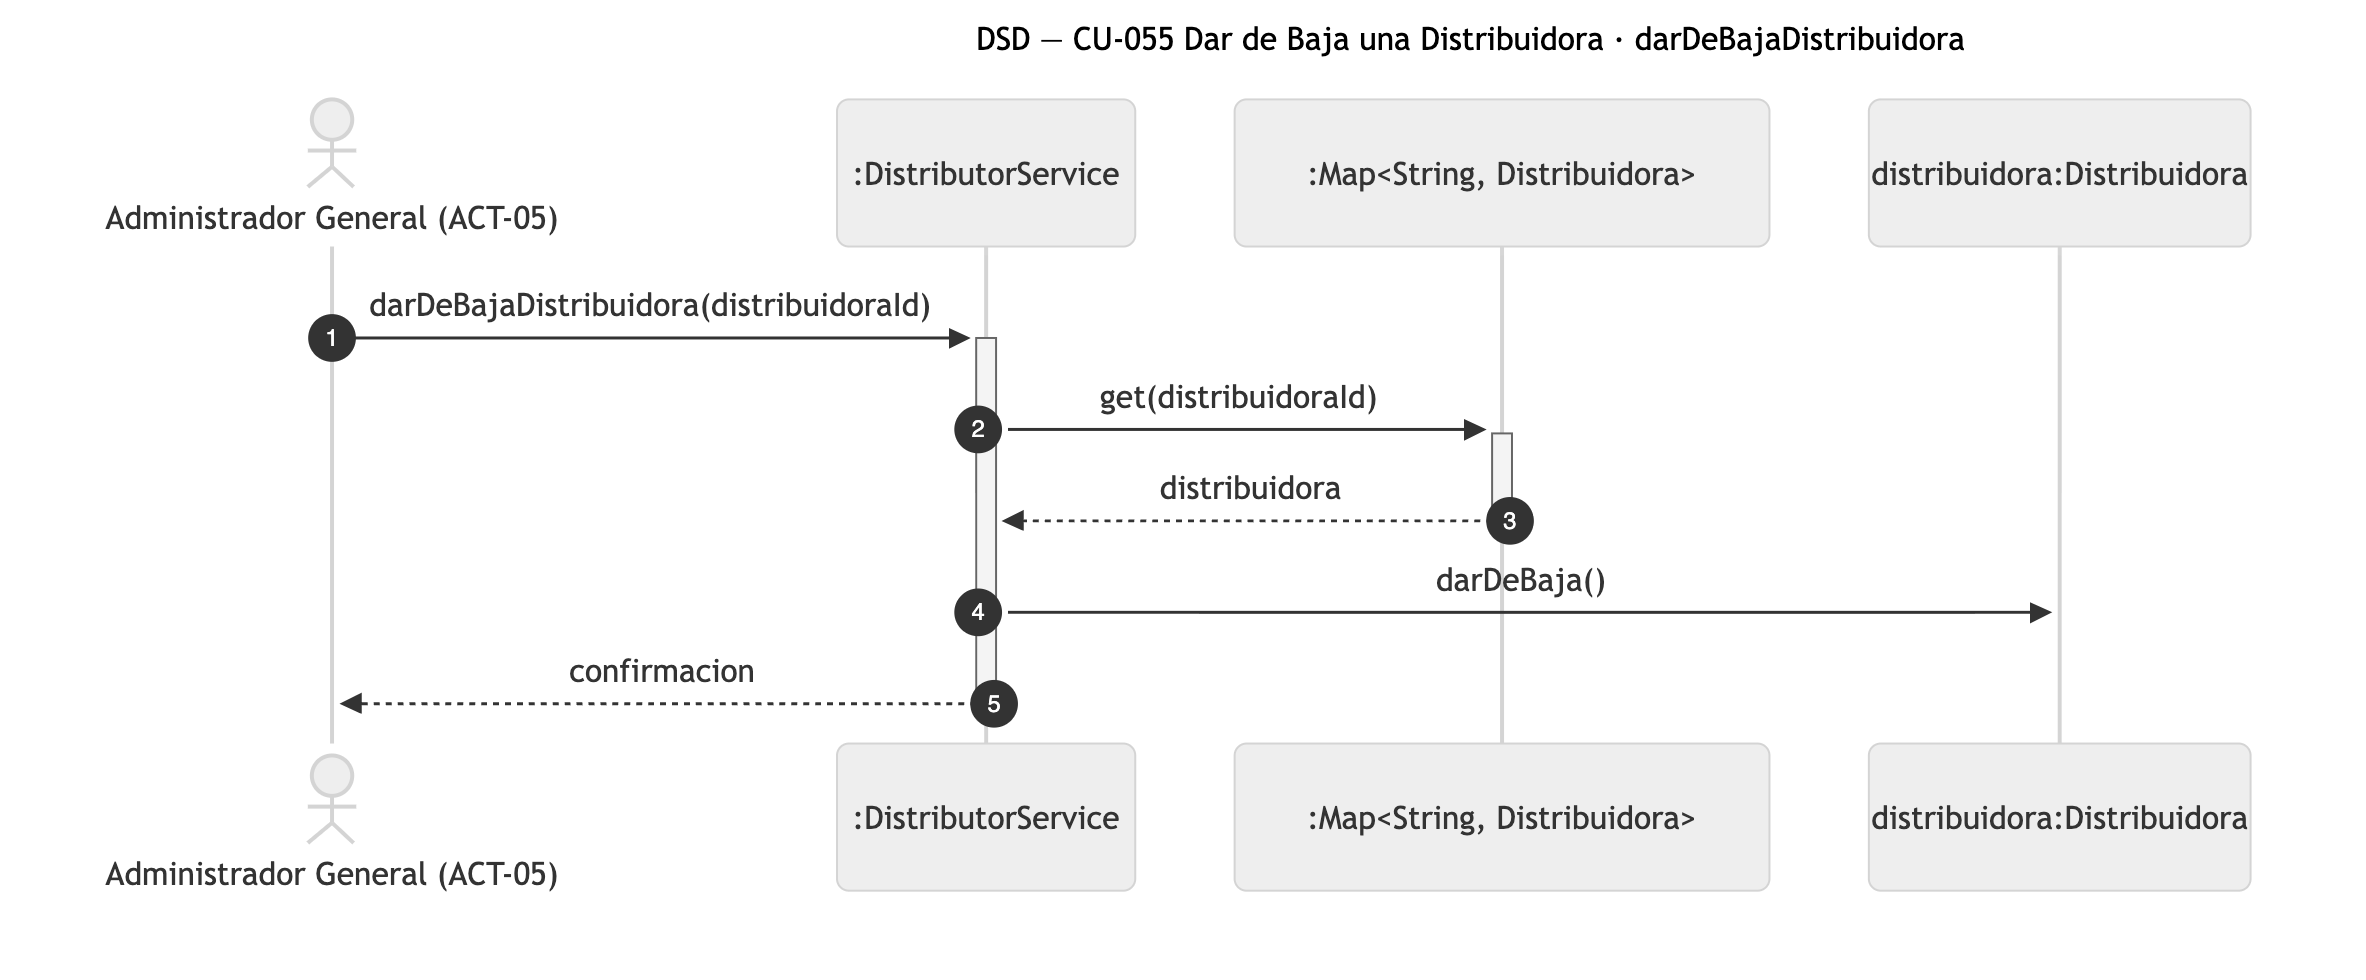 DSD — CU-055 Dar de Baja una Distribuidora · darDeBajaDistribuidora
Administrador General (ACT-05)
:DistributorService
:Map<String, Distribuidora>
distribuidora:Distribuidora
darDeBajaDistribuidora(distribuidoraId)
1
get(distribuidoraId)
2
distribuidora
3
darDeBaja()
4
confirmacion
5
:DistributorService
:Map<String, Distribuidora>
distribuidora:Distribuidora
Administrador General (ACT-05)